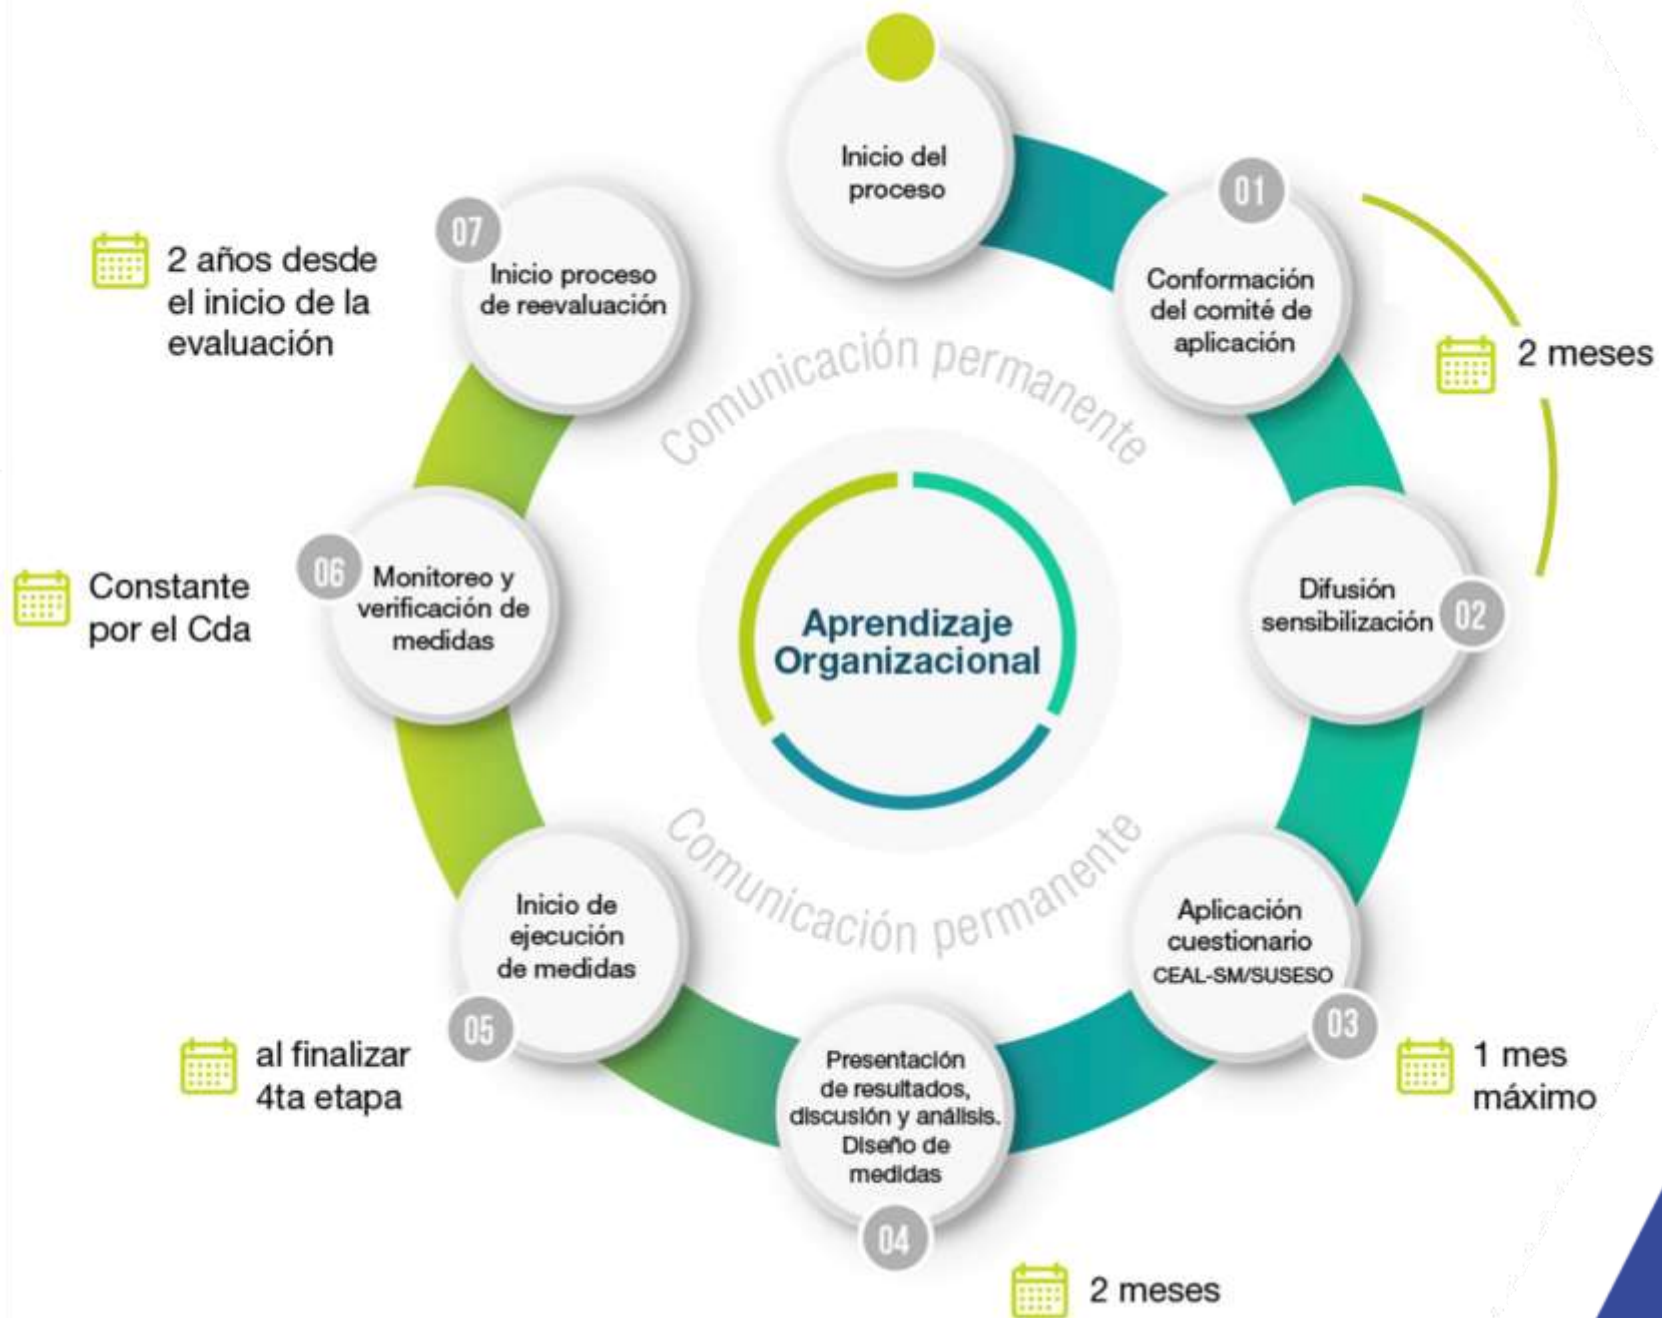 Inicio del
proceso
01
Conformación
del comité de
aplicación
2 meses
Difusión
sensibilización
02
Aplicación
cuestionario
CEAL-SM/SUSESO
03
1 mes
máximo
Presentación
de resultados,
discusión y análisis.
Diseño de
medidas
04
2 meses
Inicio de
ejecución
de medidas
05
al finalizar
4ta etapa
06
Monitoreo y
verificación de
medidas
Constante
por el Cda
07
Inicio proceso
de reevaluación
2 años desde
el inicio de la
evaluación
Comunicación permanente
Aprendizaje
Organizacional
Comunicación permanente